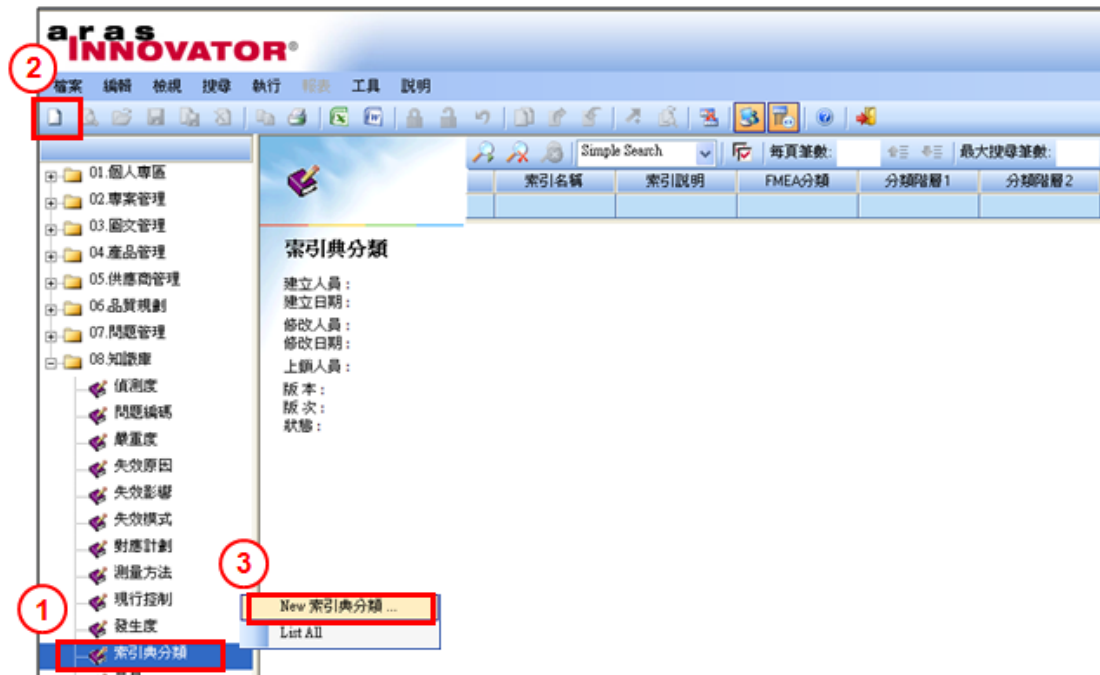 aras
INNOVATOR®
2
檔案 編輯 檢視 搜尋 執行 報表 工具 說明
Simple Search 每頁筆數: 最大搜尋筆數:
索引名稱 索引說明 FMEA分類 分類階層1 分類階層2
01.個人專區
02.專案管理
03.圖文管理
04.產品管理
05.供應商管理
06.品質規劃
07.問題管理
08.知識庫
偵測度
問題編碼
嚴重度
失效原因
失效影響
失效模式
對應計劃
測量方法
現行控制
發生度
索引典分類
索引典分類
建立人員:
建立日期:
修改人員:
修改日期:
上鎖人員:
版本:
版次:
狀態:
3
New 索引典分類 ...
List All
1